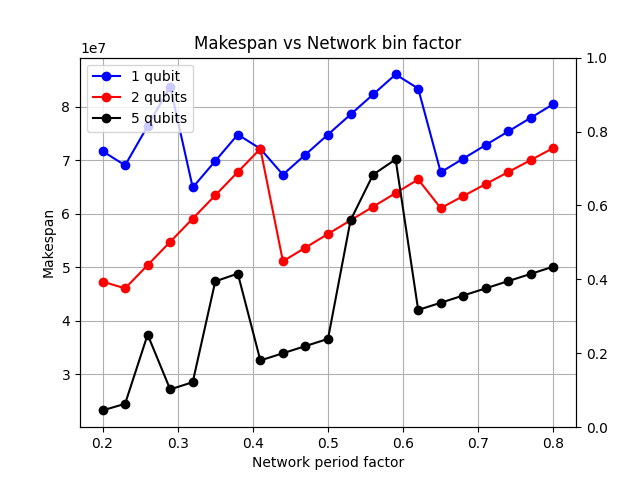 Makespan vs Network bin factor
1e7
1 qubit
2 qubits
5 qubits
8
7
6
5
4
3
Makespan
1.0
0.8
0.6
0.4
0.2
0.0
0.2 0.3 0.4 0.5 0.6 0.7 0.8
Network period factor